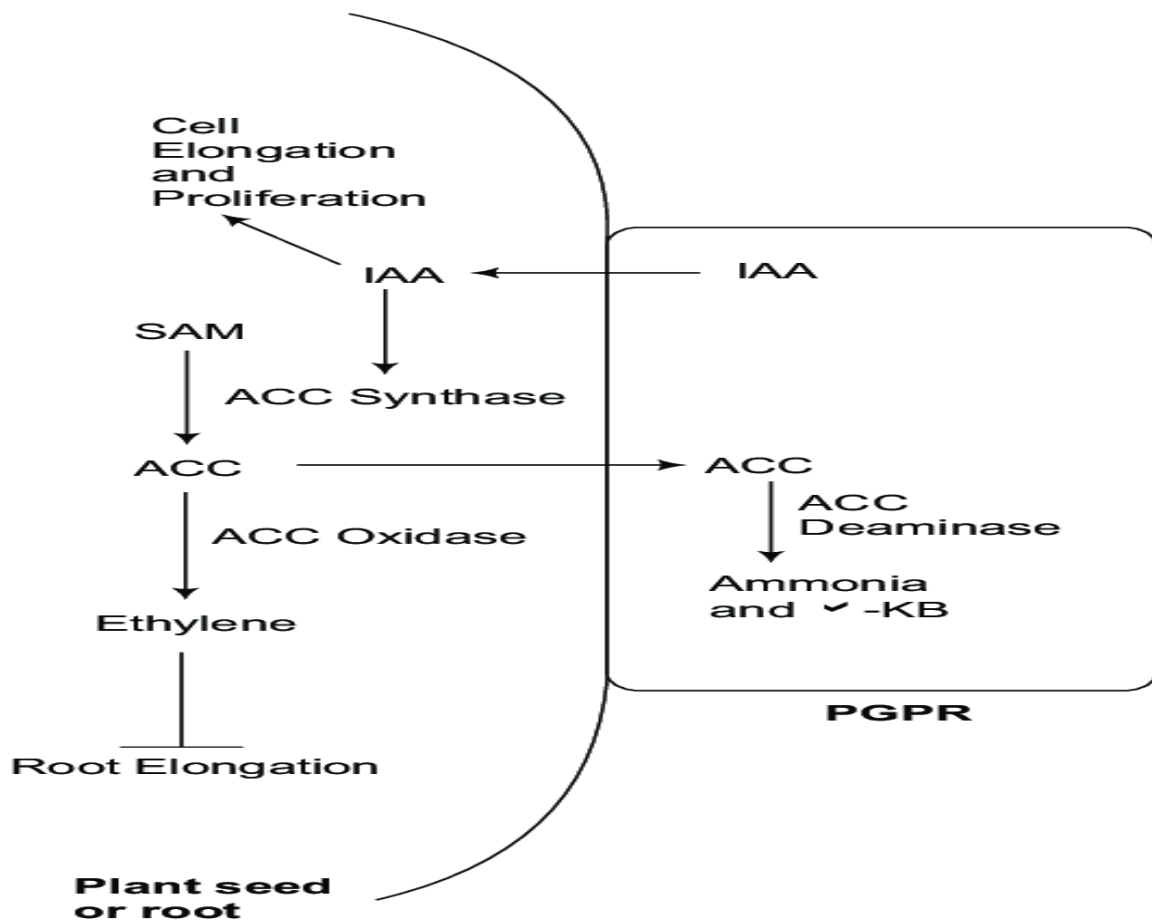 Cell
Elongation
and
Proliferation
IAA
IAA
SAM
ACC Synthase
ACC
ACC
ACC
Deaminase
ACC Oxidase
Ammonia
and ˇ -KB
Ethylene
PGPR
Root Elongation
Plant seed
or root